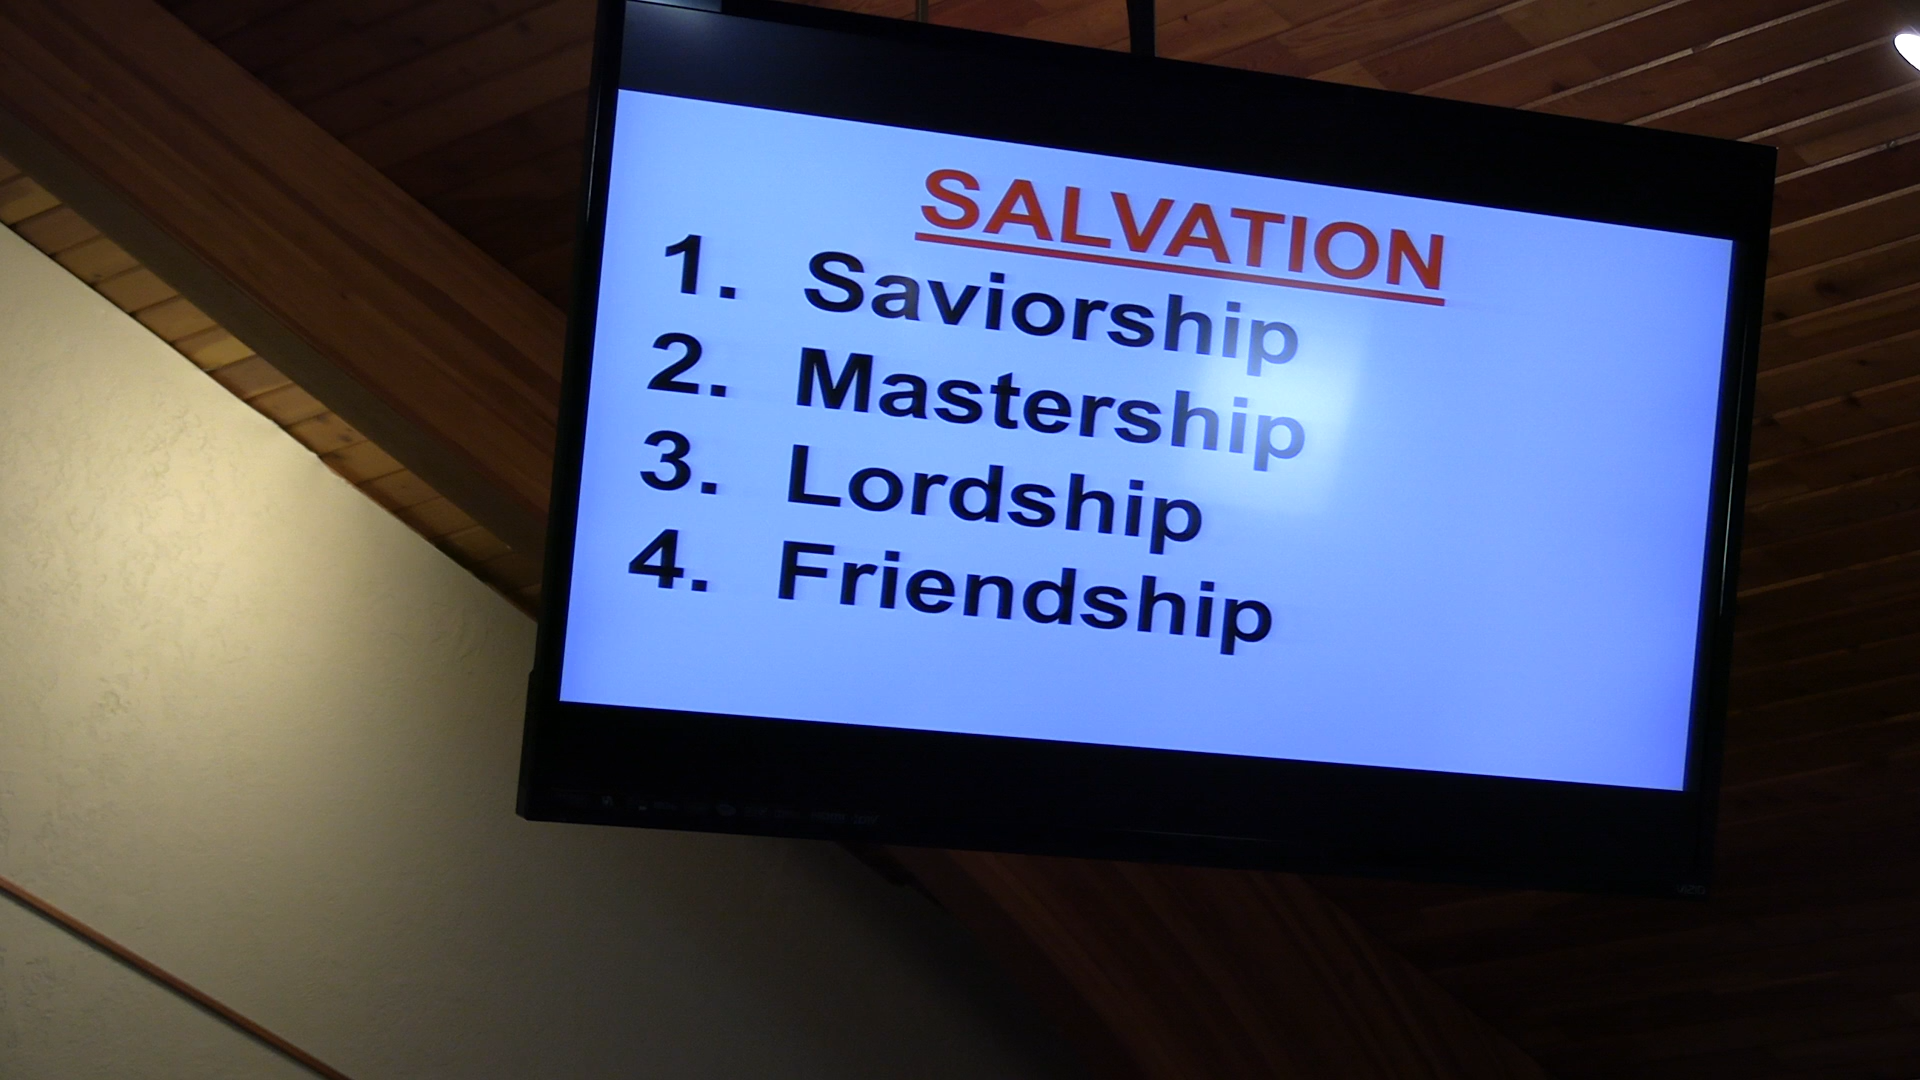 SALVATION
1. Saviorship
2. Mastership
3. Lordship
4. Friendship